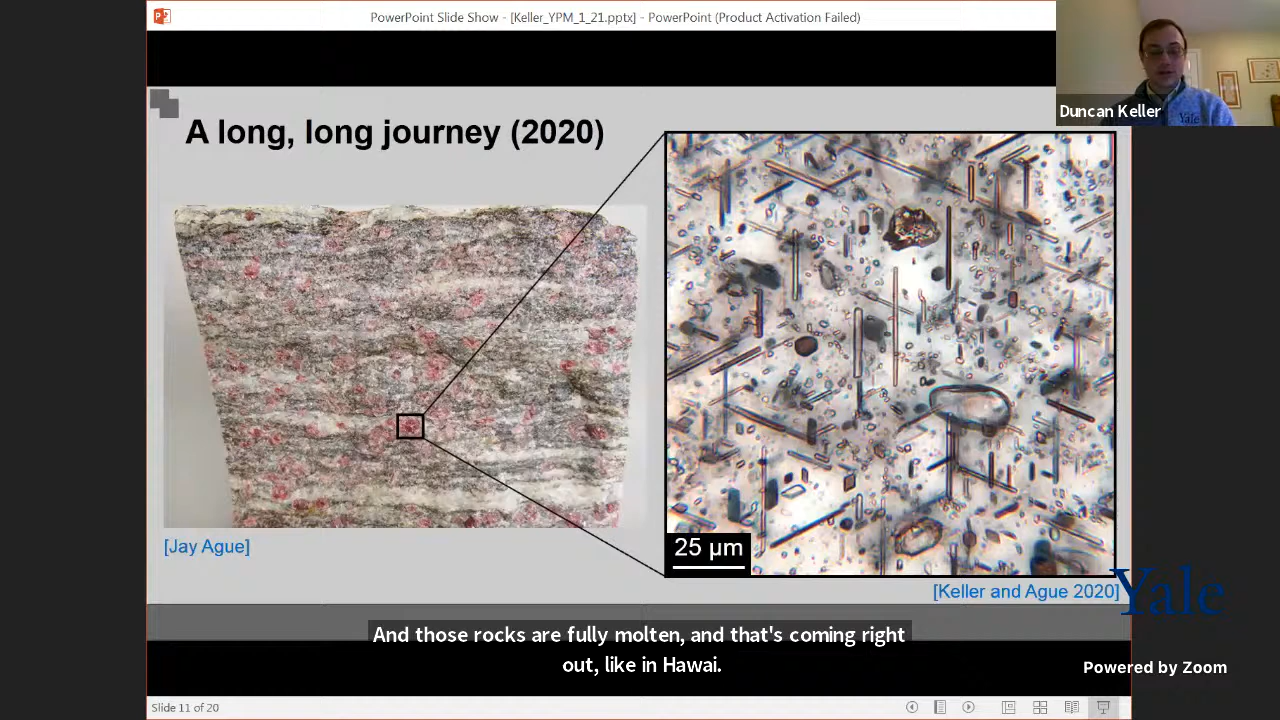 PowerPoint Slide Show - [Keller_YPM_1_21.pptx] - PowerPoint (Product Activation Failed)
Duncan Keller
Yale
A long, long journey (2020)
25 µm
[Jay Ague]
[Keller and Ague 2020]
Yale
And those rocks are fully molten, and that's coming right
out, like in Hawai.
Powered by Zoom
Slide 11 of 20